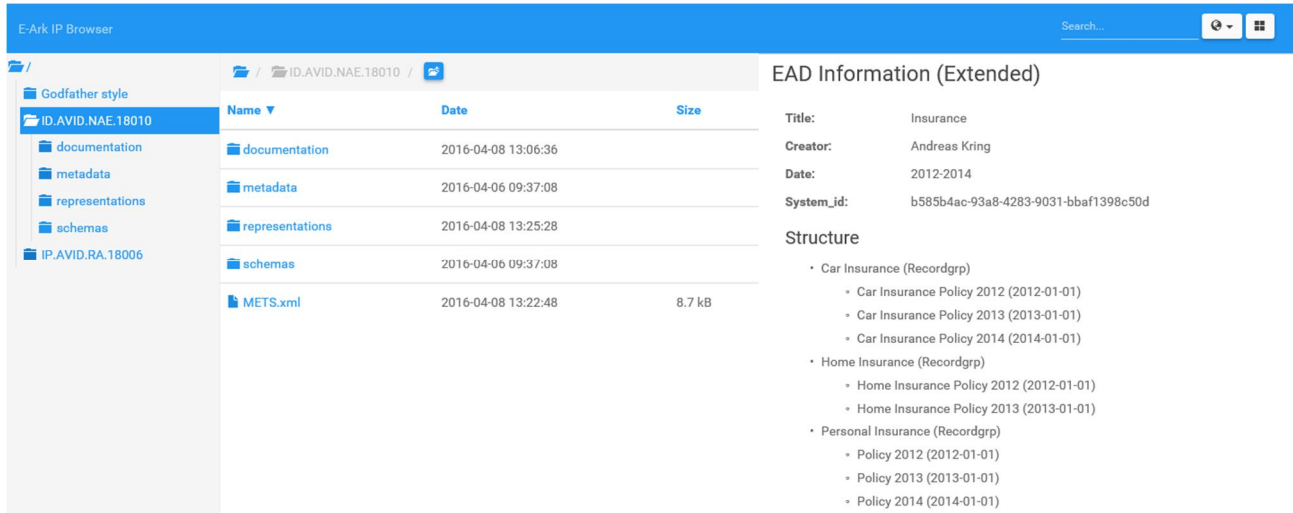 E-Ark IP Browser
Search...
/
Godfather style
ID.AVID.NAE.18010
documentation
metadata
representations
schemas
IP.AVID.RA.18006
/ ID.AVID.NAE.18010 /
Name ▼ Date Size
documentation 2016-04-08 13:06:36
metadata 2016-04-06 09:37:08
representations 2016-04-08 13:25:28
schemas 2016-04-06 09:37:08
METS.xml 2016-04-08 13:22:48 8.7 kB
EAD Information (Extended)
Title: Insurance
Creator: Andreas Kring
Date: 2012-2014
System_id: b585b4ac-93a8-4283-9031-bbaf1398c50d
Structure
• Car Insurance (Recordgrp)
◦ Car Insurance Policy 2012 (2012-01-01)
◦ Car Insurance Policy 2013 (2013-01-01)
◦ Car Insurance Policy 2014 (2014-01-01)
• Home Insurance (Recordgrp)
◦ Home Insurance Policy 2012 (2012-01-01)
◦ Home Insurance Policy 2013 (2013-01-01)
• Personal Insurance (Recordgrp)
◦ Policy 2012 (2012-01-01)
◦ Policy 2013 (2013-01-01)
◦ Policy 2014 (2014-01-01)